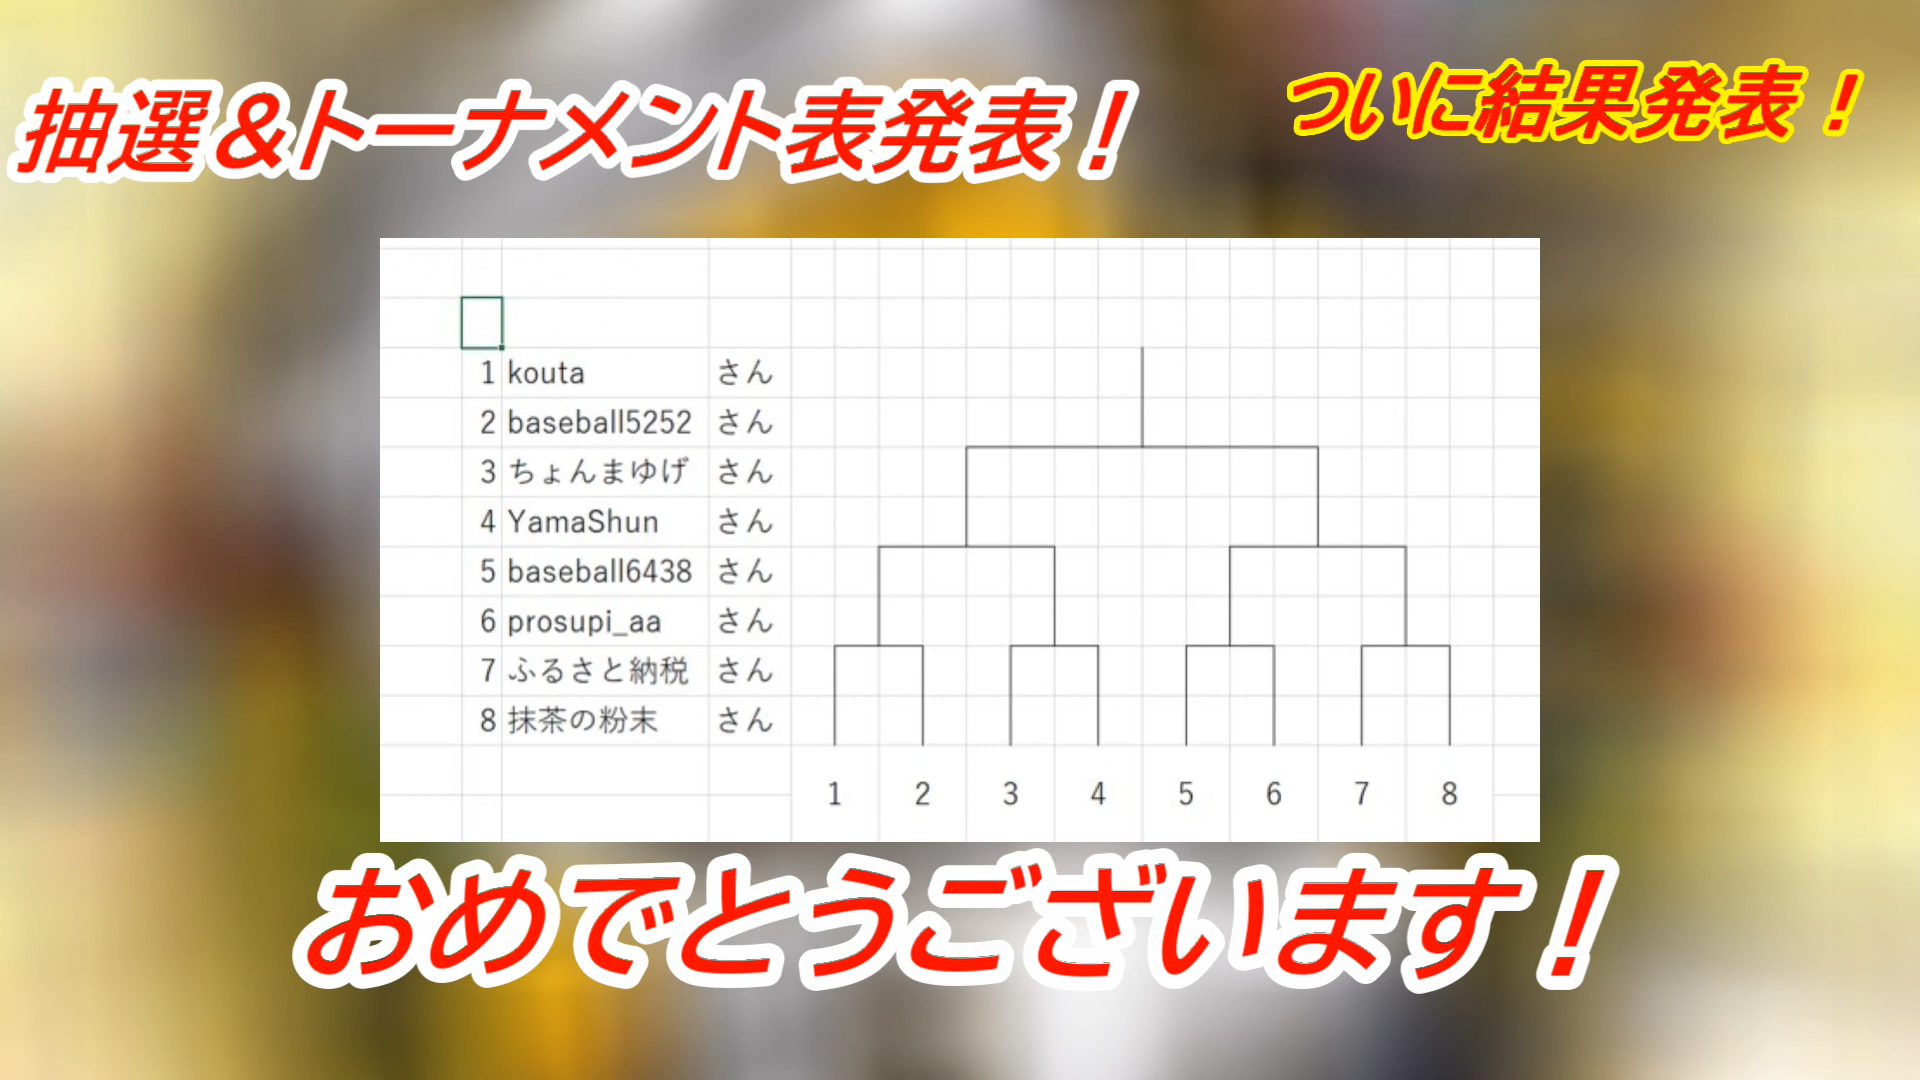 抽選&トーナメント表発表！
ついに結果発表！
1 kouta さん
2 baseball5252 さん
3 ちょんまゆげ さん
4 YamaShun さん
5 baseball6438 さん
6 prosupi_aa さん
7 ふるさと納税 さん
8 抹茶の粉末 さん
1 2 3 4 5 6 7 8
おめでとうございます！